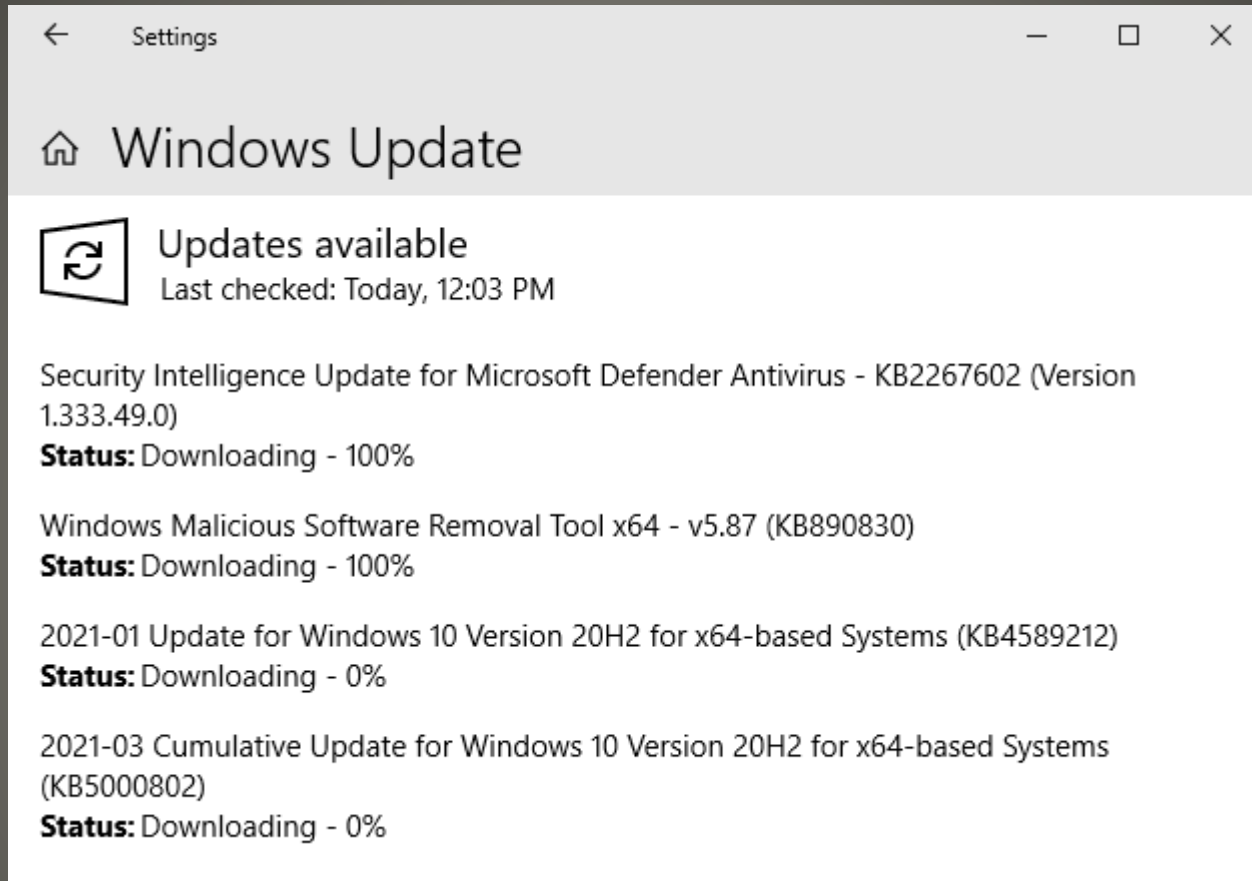 Settings
Windows Update
Updates available
Last checked: Today, 12:03 PM
Security Intelligence Update for Microsoft Defender Antivirus - KB2267602 (Version
1.333.49.0)
Status: Downloading - 100%
Windows Malicious Software Removal Tool x64 - v5.87 (KB890830)
Status: Downloading - 100%
2021-01 Update for Windows 10 Version 20H2 for x64-based Systems (KB4589212)
Status: Downloading - 0%
2021-03 Cumulative Update for Windows 10 Version 20H2 for x64-based Systems
(KB5000802)
Status: Downloading - 0%